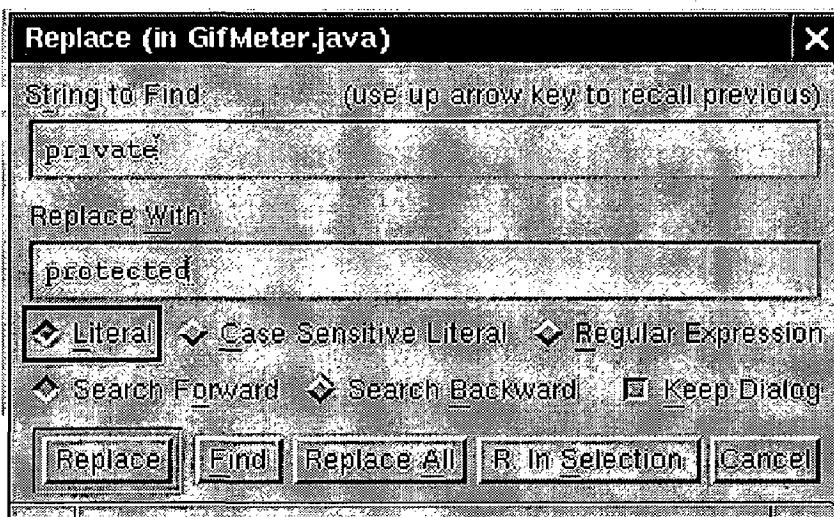 Replace (in GifMeter.java)
String to Find: (use up arrow key to recall previous)
private
Replace With:
protected
Literal Case Sensitive Literal Regular Expression
Search Forward Search Backward Keep Dialog
Replace Find Replace All R. In Selection Cancel